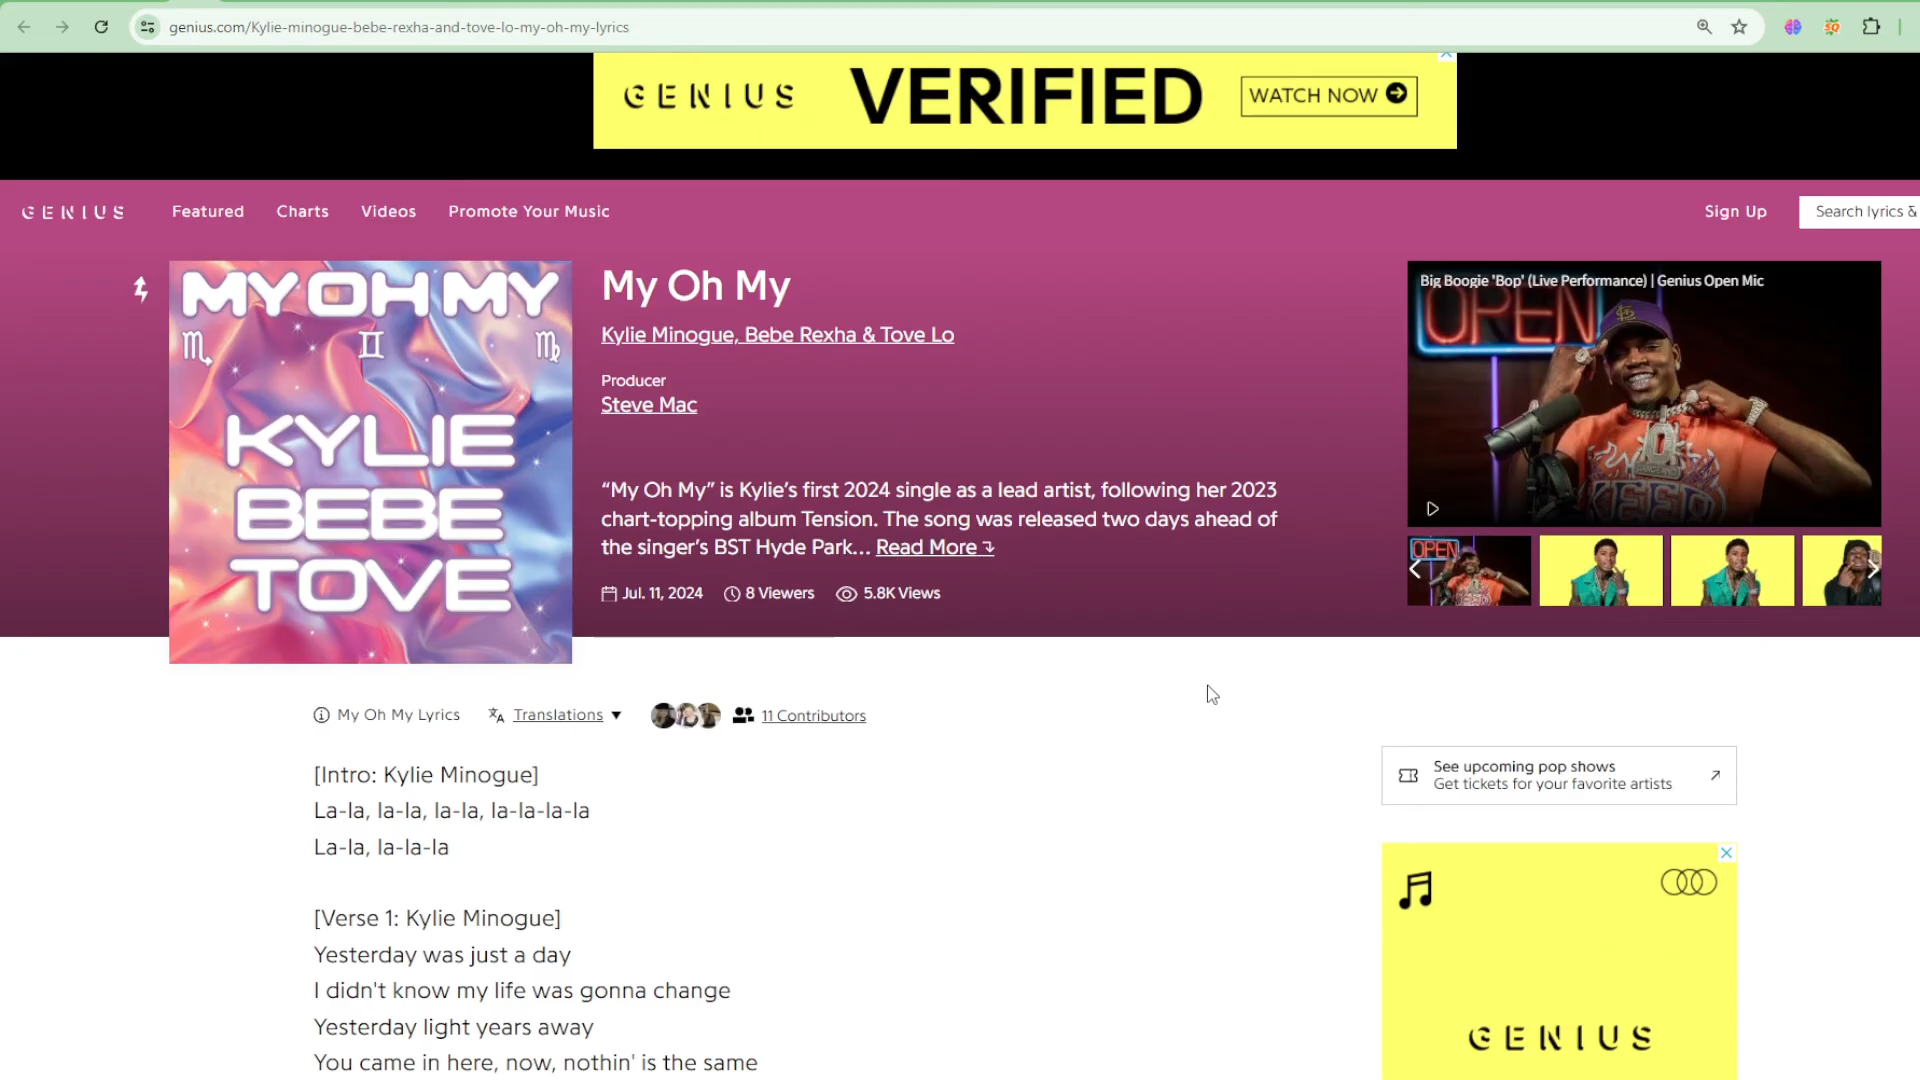 genius.com/Kylie-minogue-bebe-rexha-and-tove-lo-my-oh-my-lyrics
GENIUS VERIFIED WATCH NOW
GENIUS Featured Charts Videos Promote Your Music Sign Up Search lyrics &
MY OH MY
KYLIE
BEBE
TOVE
My Oh My
Kylie Minogue, Bebe Rexha & Tove Lo
Producer
Steve Mac
“My Oh My” is Kylie’s first 2024 single as a lead artist, following her 2023
chart-topping album Tension. The song was released two days ahead of
the singer’s BST Hyde Park... Read More
Jul. 11, 2024 8 Viewers 5.8K Views
Big Boogie 'Bop' (Live Performance) | Genius Open Mic
OPEN
KEEP
OPEN
My Oh My Lyrics Translations 11 Contributors
[Intro: Kylie Minogue]
La-la, la-la, la-la, la-la-la-la
La-la, la-la-la
[Verse 1: Kylie Minogue]
Yesterday was just a day
I didn't know my life was gonna change
Yesterday light years away
You came in here, now, nothin' is the same
See upcoming pop shows
Get tickets for your favorite artists
GENIUS